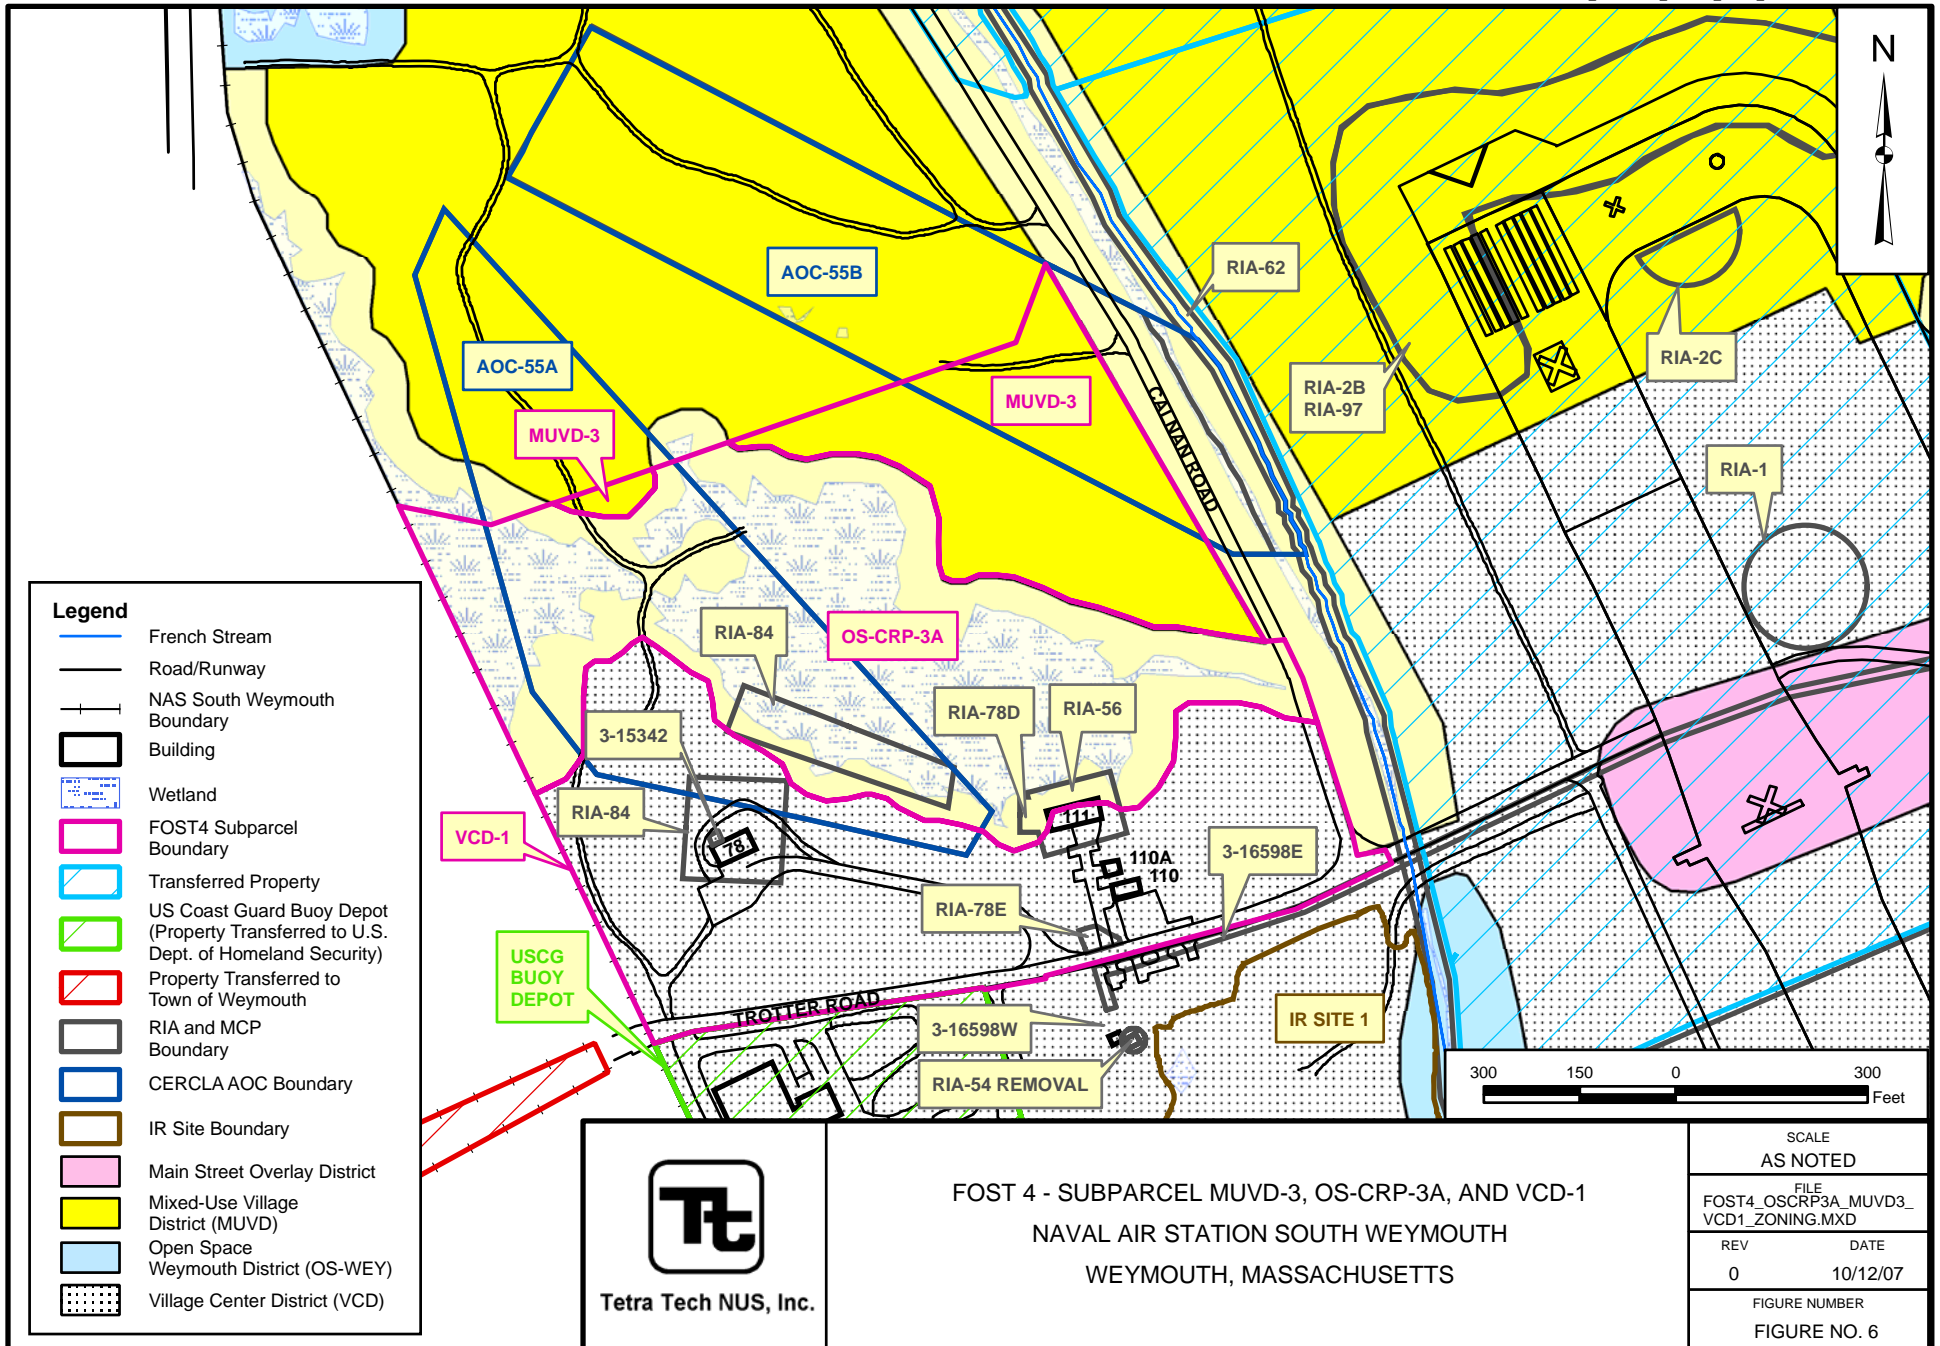 N
AOC-55B
RIA-62
AOC-55A
RIA-2C
RIA-2B
RIA-97
MUVD-3
MUVD-3
CALNAN ROAD
RIA-1
Legend
French Stream
Road/Runway
NAS South Weymouth
Boundary
Building
Wetland
FOST4 Subparcel
Boundary
Transferred Property
US Coast Guard Buoy Depot
(Property Transferred to U.S.
Dept. of Homeland Security)
Property Transferred to
Town of Weymouth
RIA and MCP
Boundary
CERCLA AOC Boundary
IR Site Boundary
Main Street Overlay District
Mixed-Use Village
District (MUVD)
Open Space
Weymouth District (OS-WEY)
Village Center District (VCD)
RIA-84
OS-CRP-3A
RIA-78D
RIA-56
3-15342
RIA-84
VCD-1
78
111
110A
110
3-16598E
RIA-78E
USCG
BUOY
DEPOT
TROTTER ROAD
3-16598W
IR SITE 1
RIA-54 REMOVAL
300 150 0 300
Feet
Tt
Tetra Tech NUS, Inc.
FOST 4 - SUBPARCEL MUVD-3, OS-CRP-3A, AND VCD-1
NAVAL AIR STATION SOUTH WEYMOUTH
WEYMOUTH, MASSACHUSETTS
SCALE
AS NOTED
FILE
FOST4_OSCRP3A_MUVD3_
VCD1_ZONING.MXD
REV DATE
0 10/12/07
FIGURE NUMBER
FIGURE NO. 6